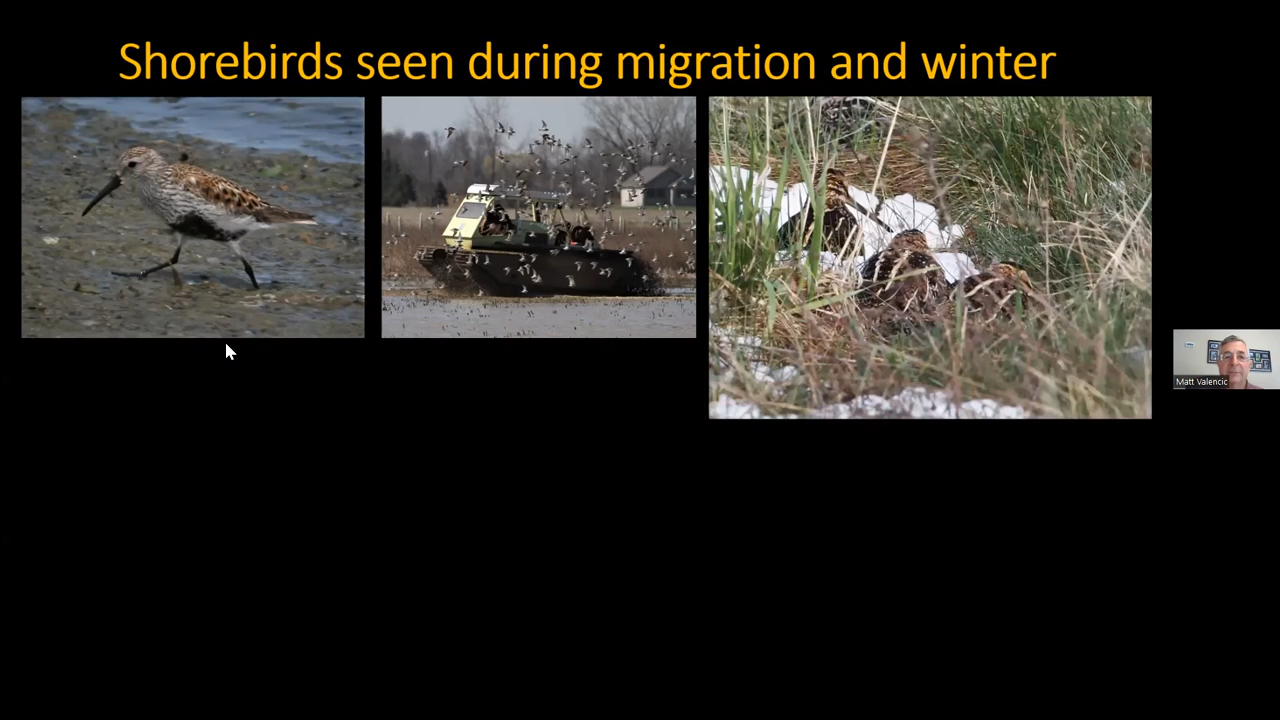 Shorebirds seen during migration and winter
Matt Valencic